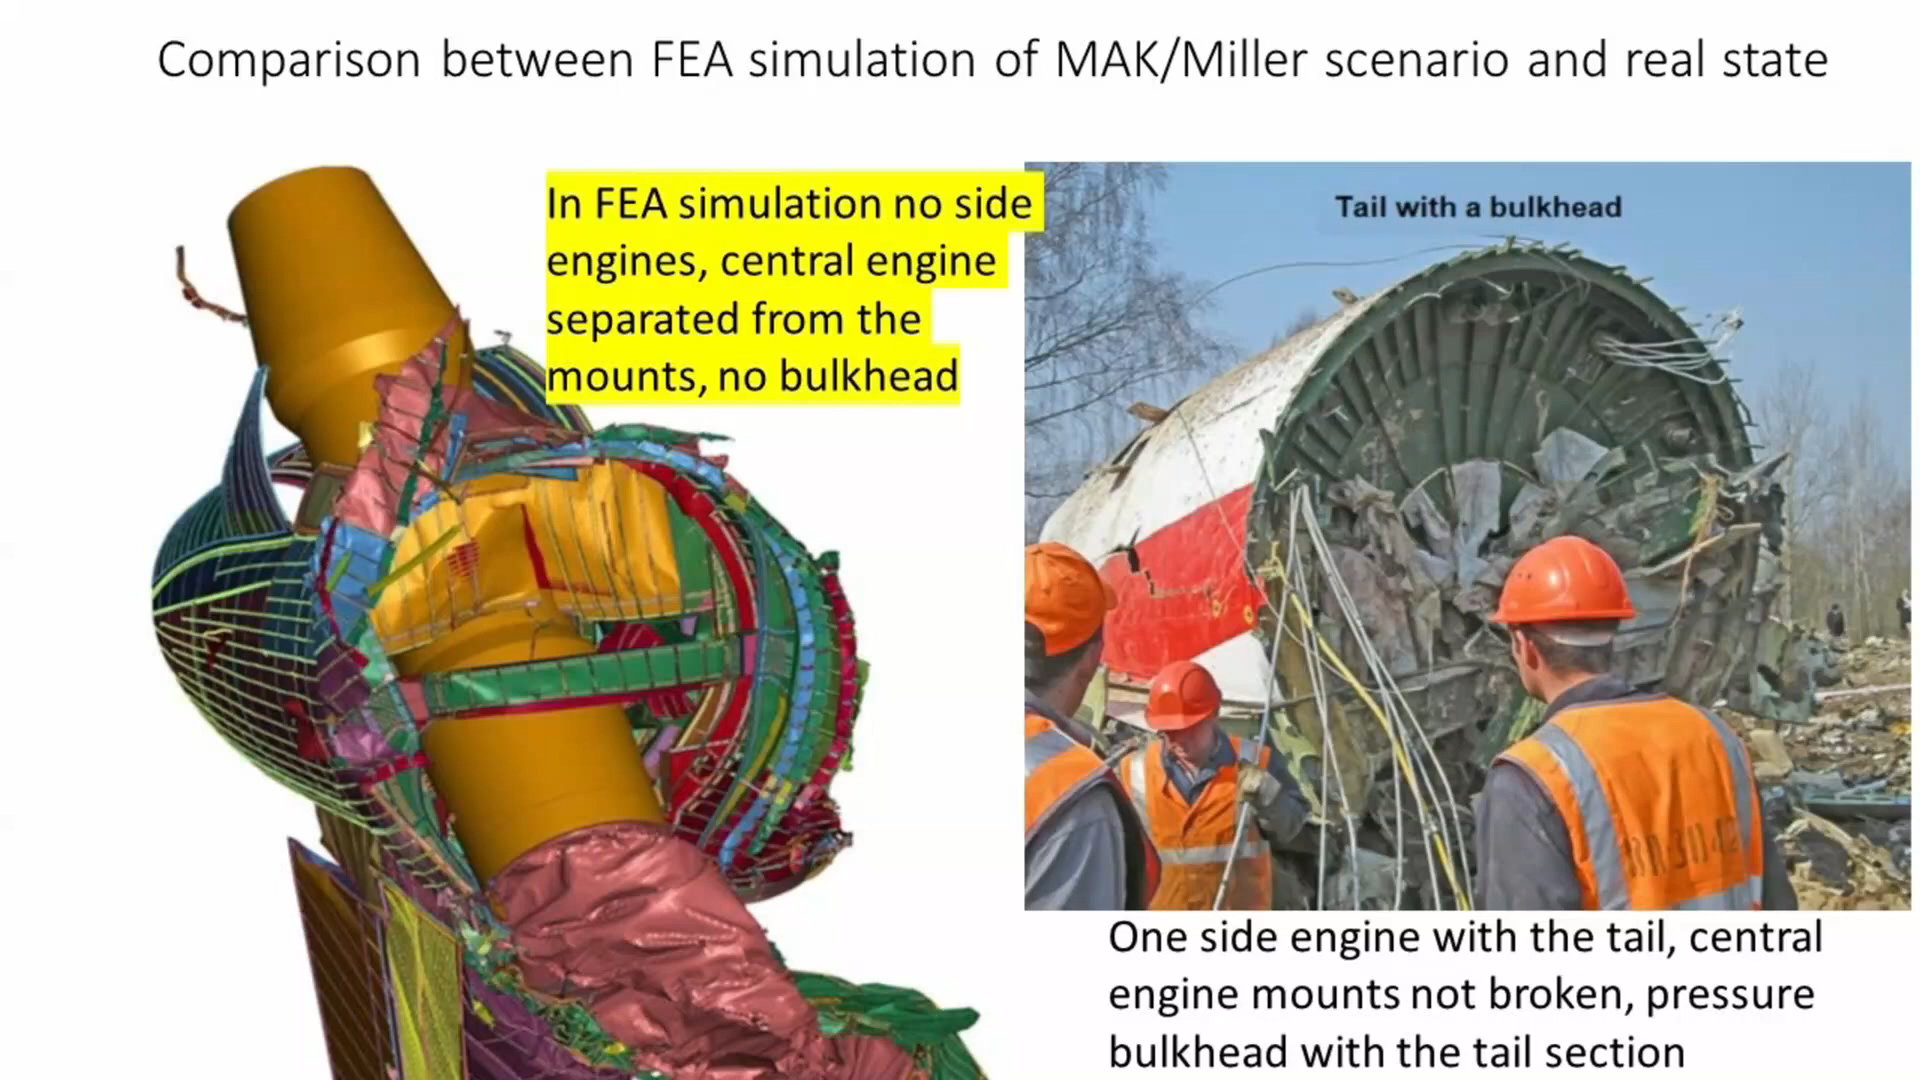 Comparison between FEA simulation of MAK/Miller scenario and real state
In FEA simulation no side
engines, central engine
separated from the
mounts, no bulkhead
Tail with a bulkhead
One side engine with the tail, central
engine mounts not broken, pressure
bulkhead with the tail section